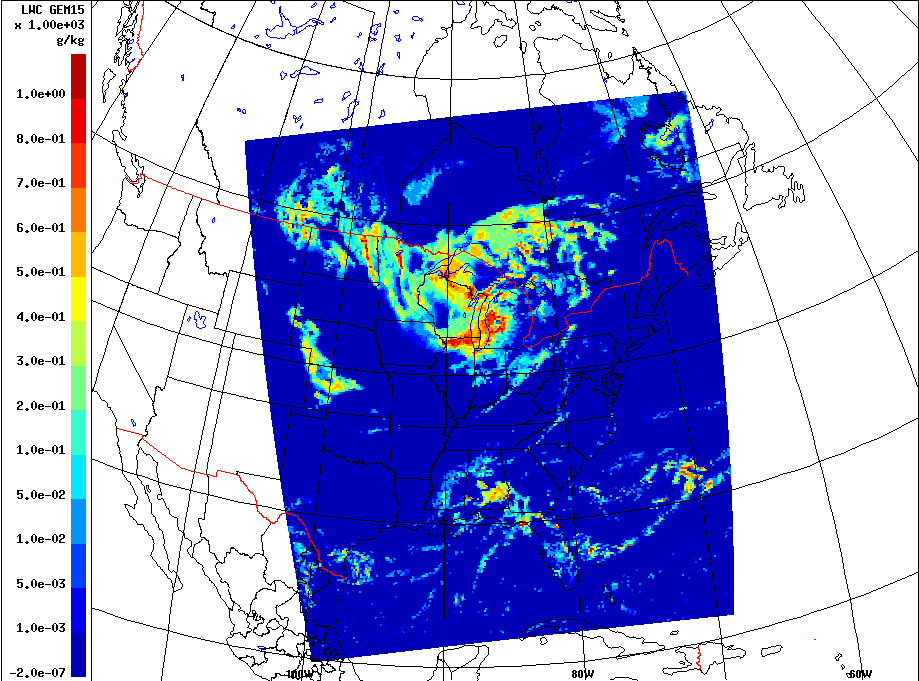 LWC GEM15
x 1.00e+03
g/kg
1.0e+00
8.0e-01
7.0e-01
6.0e-01
5.0e-01
4.0e-01
3.0e-01
2.0e-01
1.0e-01
5.0e-02
1.0e-02
5.0e-03
1.0e-03
-2.0e-07
100W
80W
60W